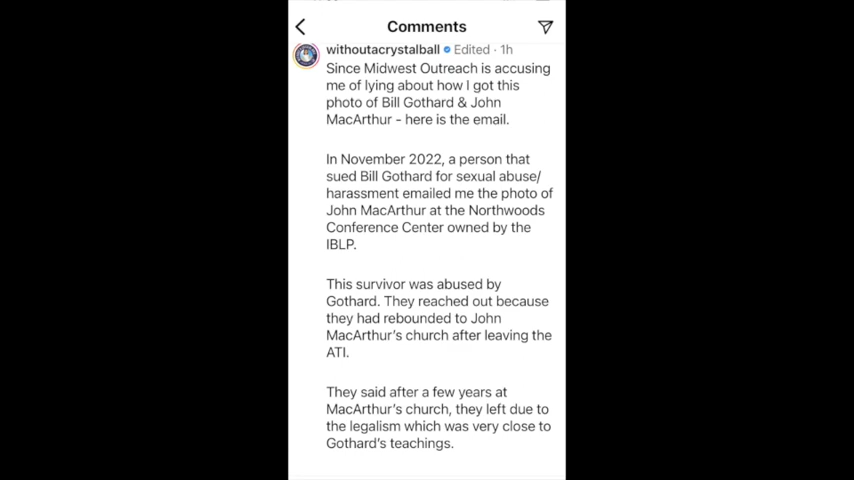 Comments
withoutacrystalball Edited · 1h
Since Midwest Outreach is accusing
me of lying about how I got this
photo of Bill Gothard & John
MacArthur - here is the email.
In November 2022, a person that
sued Bill Gothard for sexual abuse/
harassment emailed me the photo of
John MacArthur at the Northwoods
Conference Center owned by the
IBLP.
This survivor was abused by
Gothard. They reached out because
they had rebounded to John
MacArthur's church after leaving the
ATI.
They said after a few years at
MacArthur's church, they left due to
the legalism which was very close to
Gothard's teachings.